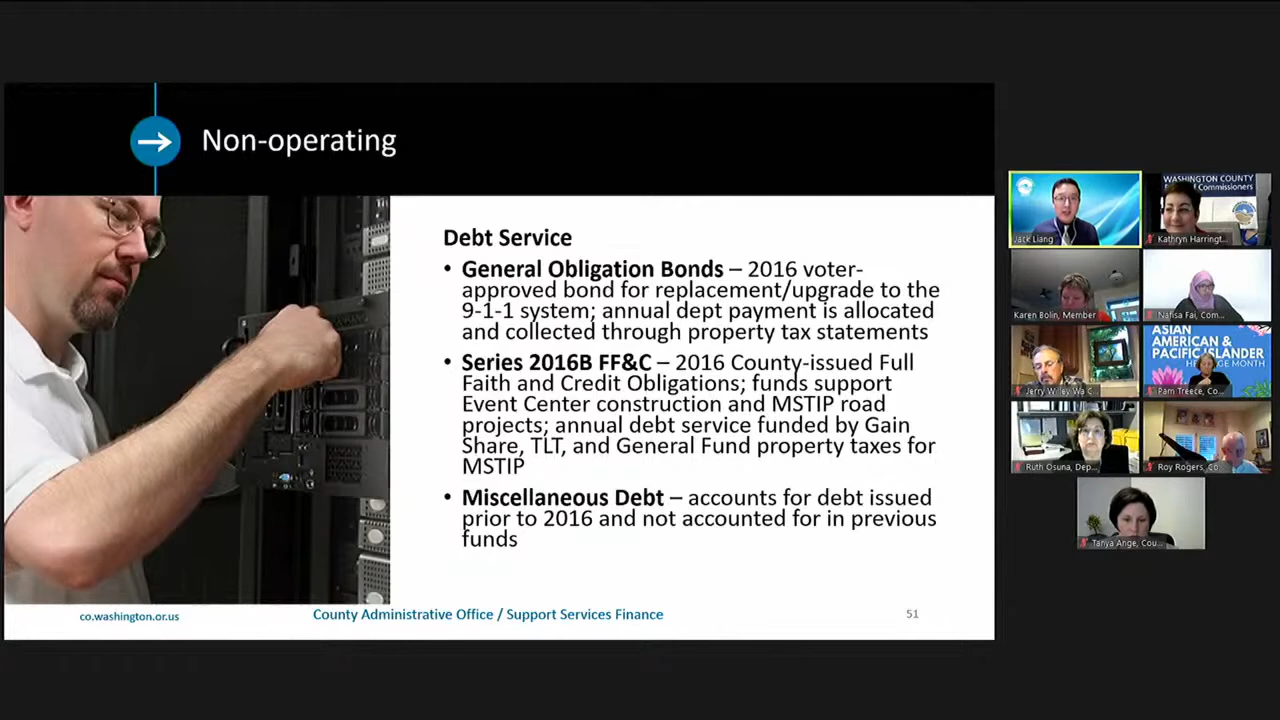 Non-operating
Debt Service
• General Obligation Bonds – 2016 voter-
approved bond for replacement/upgrade to the
9-1-1 system; annual dept payment is allocated
and collected through property tax statements
• Series 2016B FF&C – 2016 County-issued Full
Faith and Credit Obligations; funds support
Event Center construction and MSTIP road
projects; annual debt service funded by Gain
Share, TLT, and General Fund property taxes for
MSTIP
• Miscellaneous Debt – accounts for debt issued
prior to 2016 and not accounted for in previous
funds
co.washington.or.us
County Administrative Office / Support Services Finance
51
Jack Liang
WASHINGTON COUNTY
Commissioners
Kathryn Harringt...
Karen Bolin, Member
Nafisa Fai, Com...
Jerry Willey, Wa C...
ASIAN
AMERICAN &
PACIFIC ISLANDER
MONTH
Pam Treece, Co...
Ruth Osuna, Dep...
Roy Rogers, Co...
Tanya Ange, Cou...